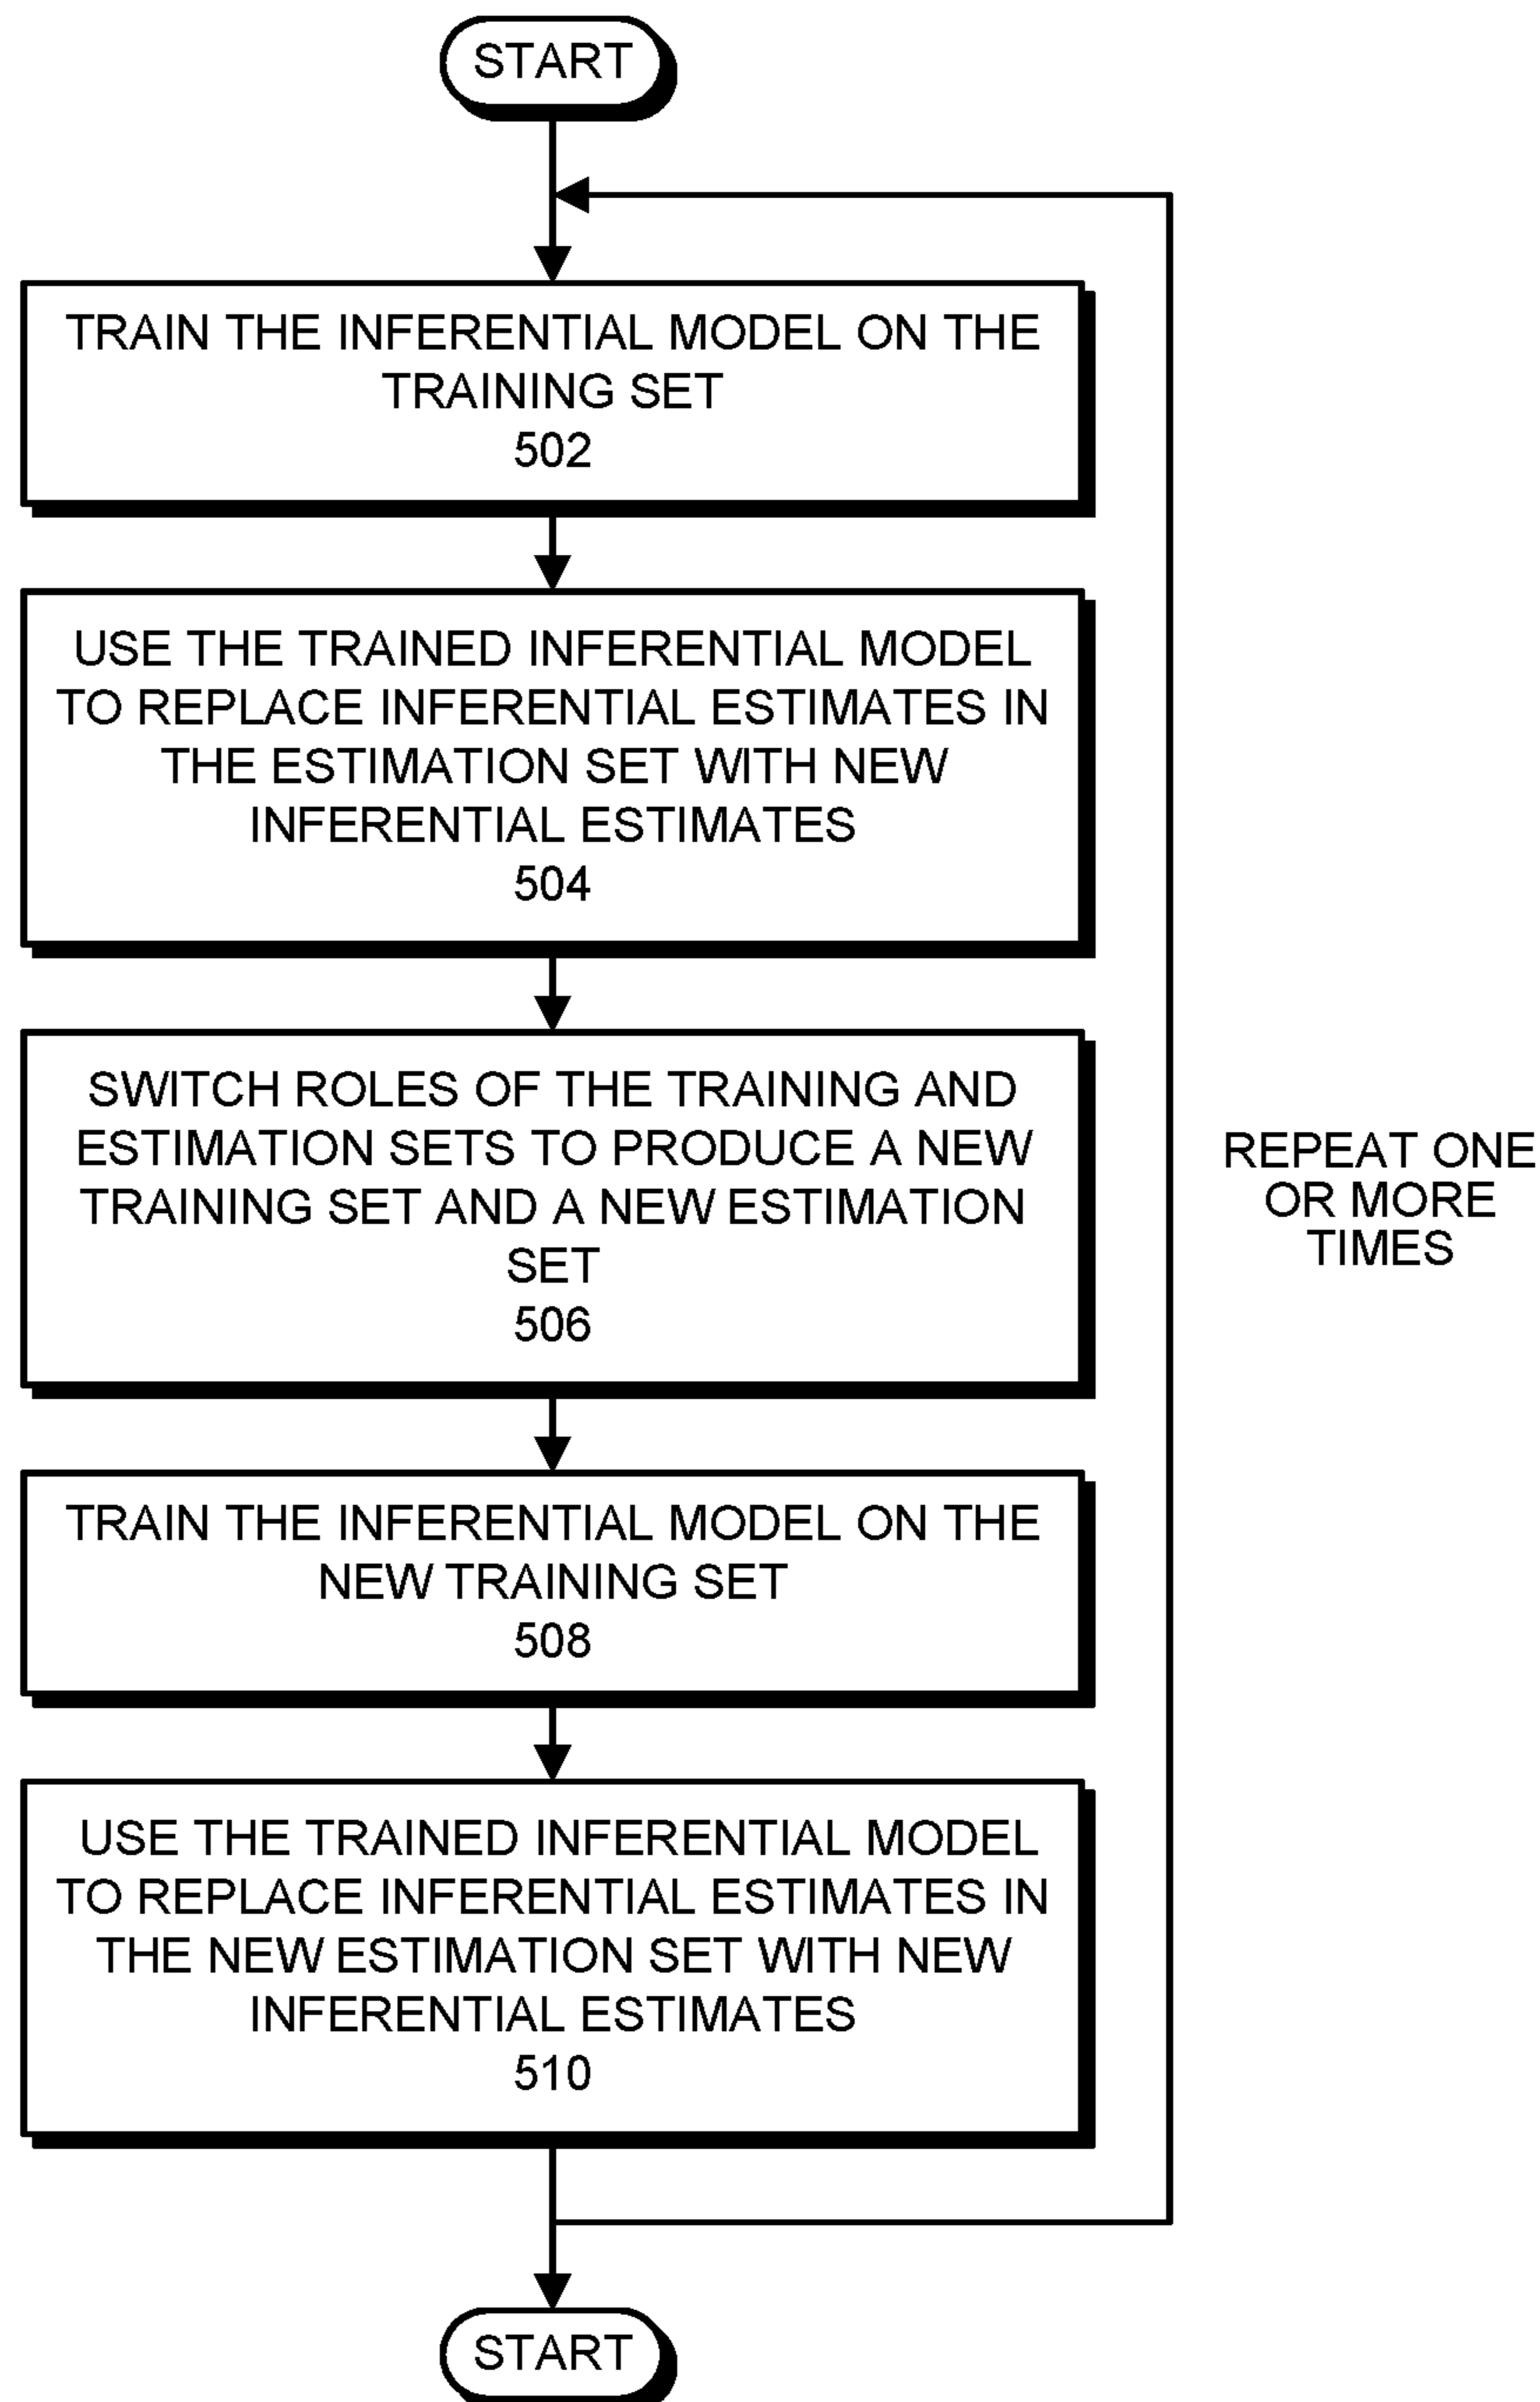 START
TRAIN THE INFERENTIAL MODEL ON THE
TRAINING SET
502
USE THE TRAINED INFERENTIAL MODEL
TO REPLACE INFERENTIAL ESTIMATES IN
THE ESTIMATION SET WITH NEW
INFERENTIAL ESTIMATES
504
SWITCH ROLES OF THE TRAINING AND
ESTIMATION SETS TO PRODUCE A NEW
TRAINING SET AND A NEW ESTIMATION
SET
506
REPEAT ONE
OR MORE
TIMES
TRAIN THE INFERENTIAL MODEL ON THE
NEW TRAINING SET
508
USE THE TRAINED INFERENTIAL MODEL
TO REPLACE INFERENTIAL ESTIMATES IN
THE NEW ESTIMATION SET WITH NEW
INFERENTIAL ESTIMATES
510
START